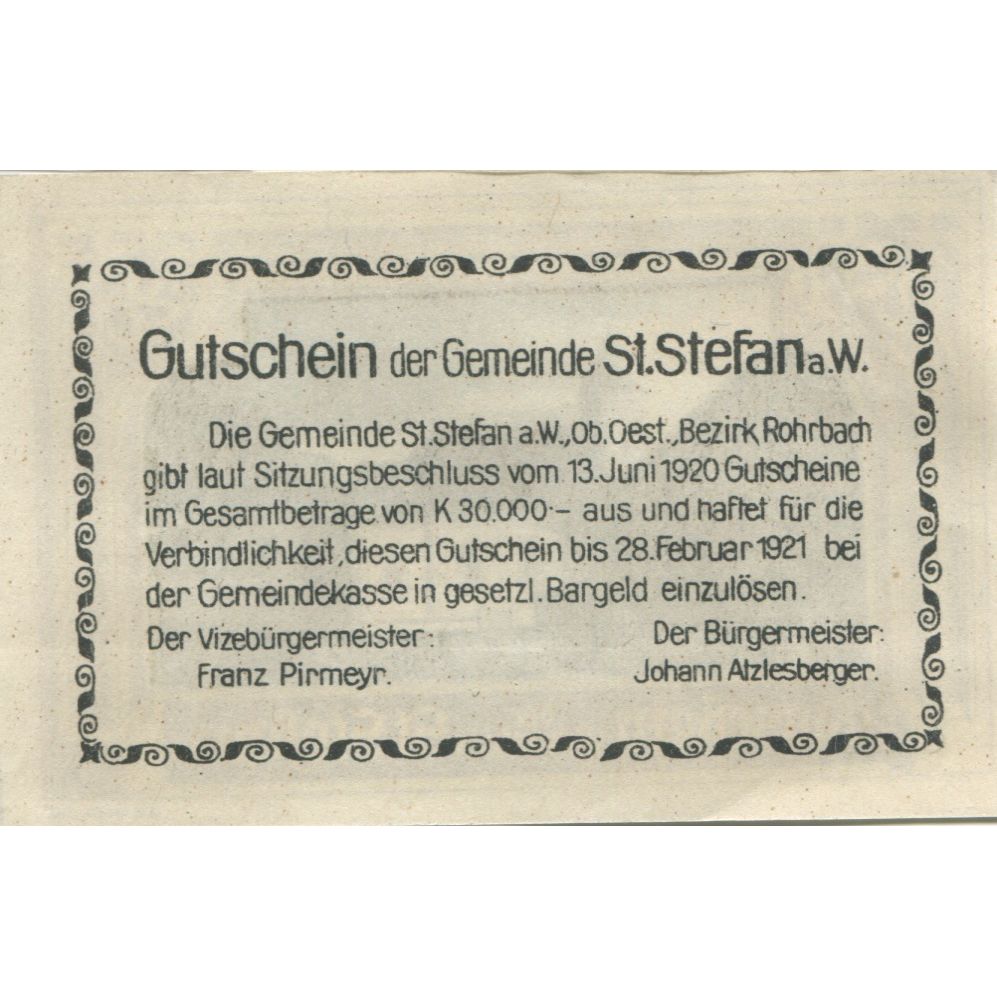 Gutschein der Gemeinde St.Stefan a.W.
Die Gemeinde St.Stefan a.W., Ob.Oest., Bezirk Rohrbach
gibt laut Sitzungsbeschluss vom 13.Juni 1920 Gutscheine
im Gesamtbetrage von K 30.000·– aus und haftet für die
Verbindlichkeit, diesen Gutschein bis 28.Februar 1921 bei
der Gemeindekasse in gesetzl. Bargeld einzulösen.
Der Vizebürgermeister: Der Bürgermeister:
Franz Pirmeyr. Johann Atzlesberger.